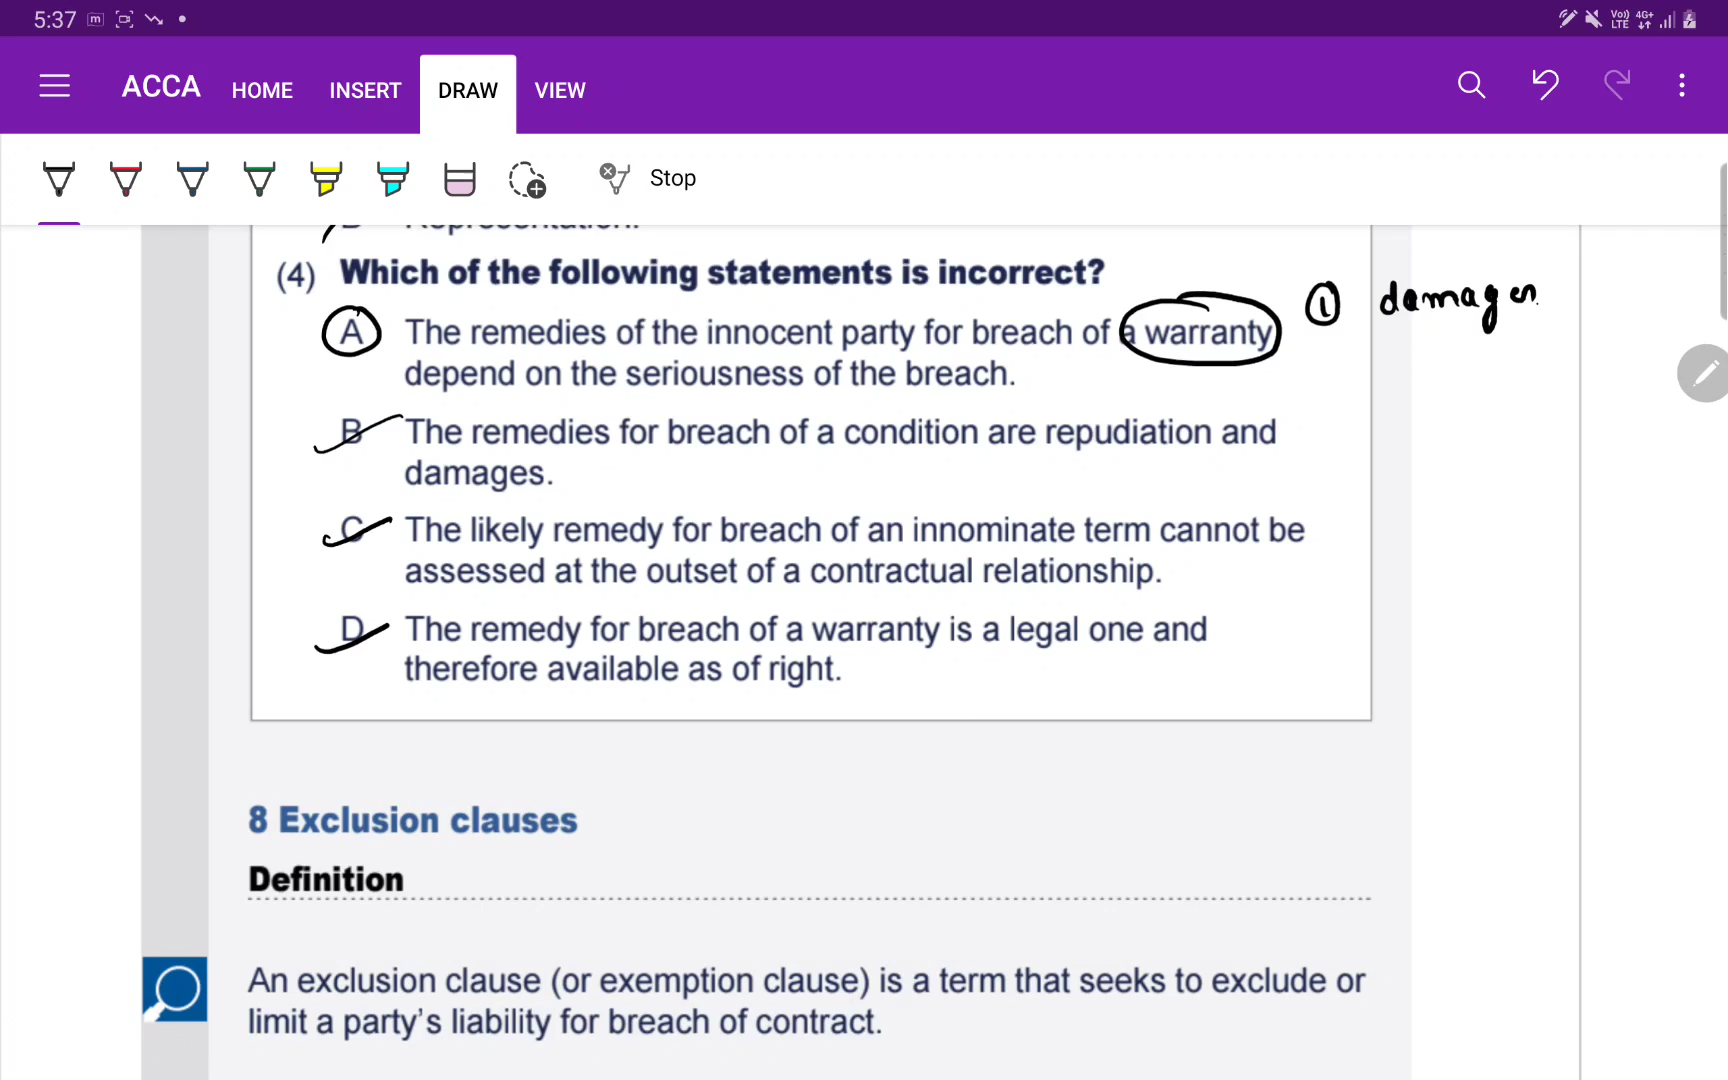 5:37
Vo)) LTE 4G+
ACCA HOME INSERT DRAW VIEW
Stop
Representation.
(4) Which of the following statements is incorrect?
① damages
A The remedies of the innocent party for breach of a warranty
depend on the seriousness of the breach.
B The remedies for breach of a condition are repudiation and
damages.
C The likely remedy for breach of an innominate term cannot be
assessed at the outset of a contractual relationship.
D The remedy for breach of a warranty is a legal one and
therefore available as of right.
8 Exclusion clauses
Definition
An exclusion clause (or exemption clause) is a term that seeks to exclude or
limit a party's liability for breach of contract.